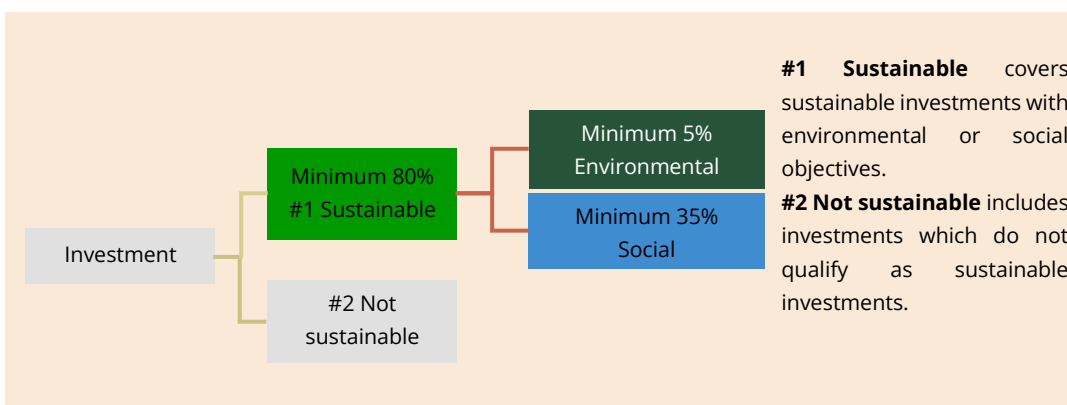 Investment
Minimum 80%
#1 Sustainable
#2 Not
sustainable
Minimum 5%
Environmental
Minimum 35%
Social
#1 Sustainable covers
sustainable investments with
environmental or social
objectives.
#2 Not sustainable includes
investments which do not
qualify as sustainable
investments.